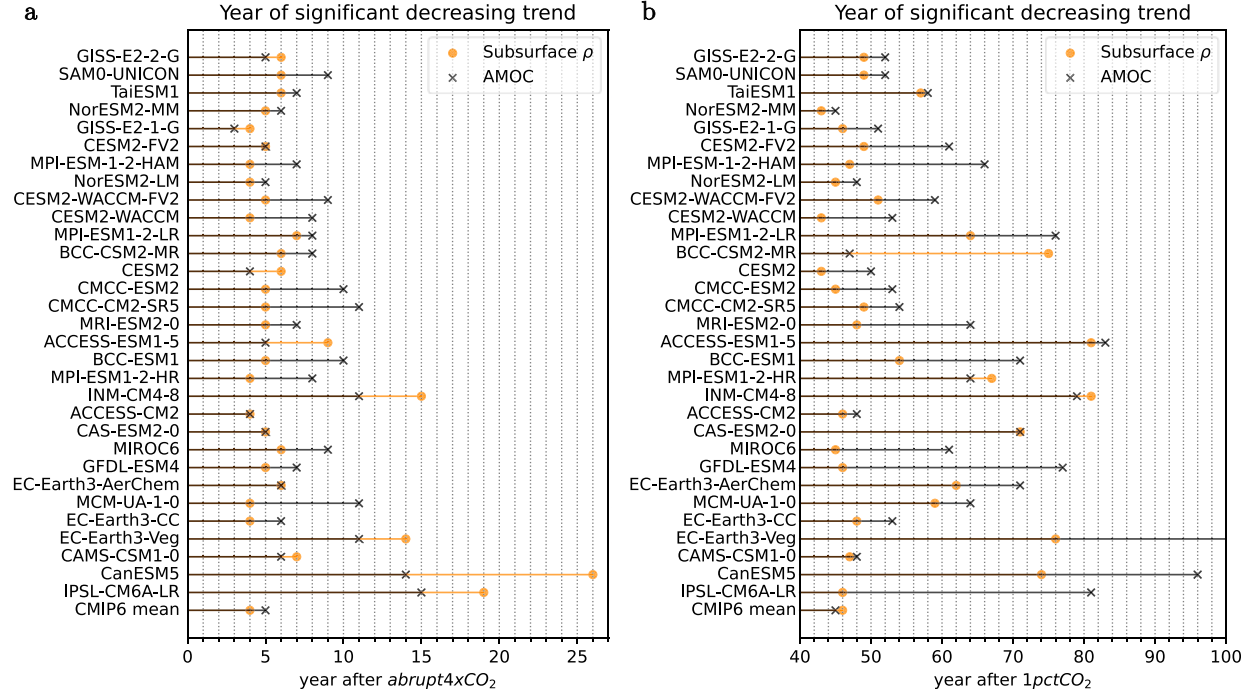 a
Year of significant decreasing trend
GISS-E2-2-G
SAM0-UNICON
TaiESM1
NorESM2-MM
GISS-E2-1-G
CESM2-FV2
MPI-ESM-1-2-HAM
NorESM2-LM
CESM2-WACCM-FV2
CESM2-WACCM
MPI-ESM1-2-LR
BCC-CSM2-MR
CESM2
CMCC-ESM2
CMCC-CM2-SR5
MRI-ESM2-0
ACCESS-ESM1-5
BCC-ESM1
MPI-ESM1-2-HR
INM-CM4-8
ACCESS-CM2
CAS-ESM2-0
MIROC6
GFDL-ESM4
EC-Earth3-AerChem
MCM-UA-1-0
EC-Earth3-CC
EC-Earth3-Veg
CAMS-CSM1-0
CanESM5
IPSL-CM6A-LR
CMIP6 mean
Subsurface ρ
AMOC
0 5 10 15 20 25
year after abrupt4xCO₂
b
Year of significant decreasing trend
GISS-E2-2-G
SAM0-UNICON
TaiESM1
NorESM2-MM
GISS-E2-1-G
CESM2-FV2
MPI-ESM-1-2-HAM
NorESM2-LM
CESM2-WACCM-FV2
CESM2-WACCM
MPI-ESM1-2-LR
BCC-CSM2-MR
CESM2
CMCC-ESM2
CMCC-CM2-SR5
MRI-ESM2-0
ACCESS-ESM1-5
BCC-ESM1
MPI-ESM1-2-HR
INM-CM4-8
ACCESS-CM2
CAS-ESM2-0
MIROC6
GFDL-ESM4
EC-Earth3-AerChem
MCM-UA-1-0
EC-Earth3-CC
EC-Earth3-Veg
CAMS-CSM1-0
CanESM5
IPSL-CM6A-LR
CMIP6 mean
Subsurface ρ
AMOC
40 50 60 70 80 90 100
year after 1pctCO₂